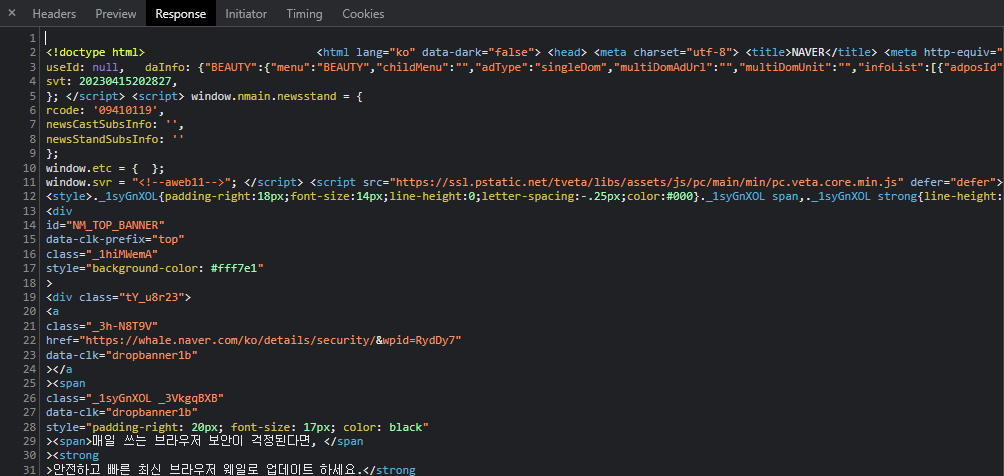 × Headers Preview Response Initiator Timing Cookies
1
2 <!doctype html> <html lang="ko" data-dark="false"> <head> <meta charset="utf-8"> <title>NAVER</title> <meta http-equiv="
3 useId: null, daInfo: {"BEAUTY":{"menu":"BEAUTY","childMenu":"","adType":"singleDom","multiDomAdUrl":"","multiDomUnit":"","infoList":[{"adposId"
4 svt: 20230415202827,
5 }; </script> <script> window.nmain.newsstand = {
6 rcode: '09410119',
7 newsCastSubsInfo: '',
8 newsStandSubsInfo: ''
9 };
10 window.etc = { };
11 window.svr = "<!--aweb11-->"; </script> <script src="https://ssl.pstatic.net/tveta/libs/assets/js/pc/main/min/pc.veta.core.min.js" defer="defer">
12 <style>._1syGnXOL{padding-right:18px;font-size:14px;line-height:0;letter-spacing:-.25px;color:#000}._1syGnXOL span,._1syGnXOL strong{line-height:
13 <div
14 id="NM_TOP_BANNER"
15 data-clk-prefix="top"
16 class="_1hiMWemA"
17 style="background-color: #fff7e1"
18 >
19 <div class="tY_u8r23">
20 <a
21 class="_3h-N8T9V"
22 href="https://whale.naver.com/ko/details/security/&wpid=RydDy7"
23 data-clk="dropbanner1b"
24 ></a
25 ><span
26 class="_1syGnXOL _3VkgqBXB"
27 data-clk="dropbanner1b"
28 style="padding-right: 20px; font-size: 17px; color: black"
29 ><span>매일 쓰는 브라우저 보안이 걱정된다면, </span
30 ><strong
31 >안전하고 빠른 최신 브라우저 웨일로 업데이트 하세요.</strong